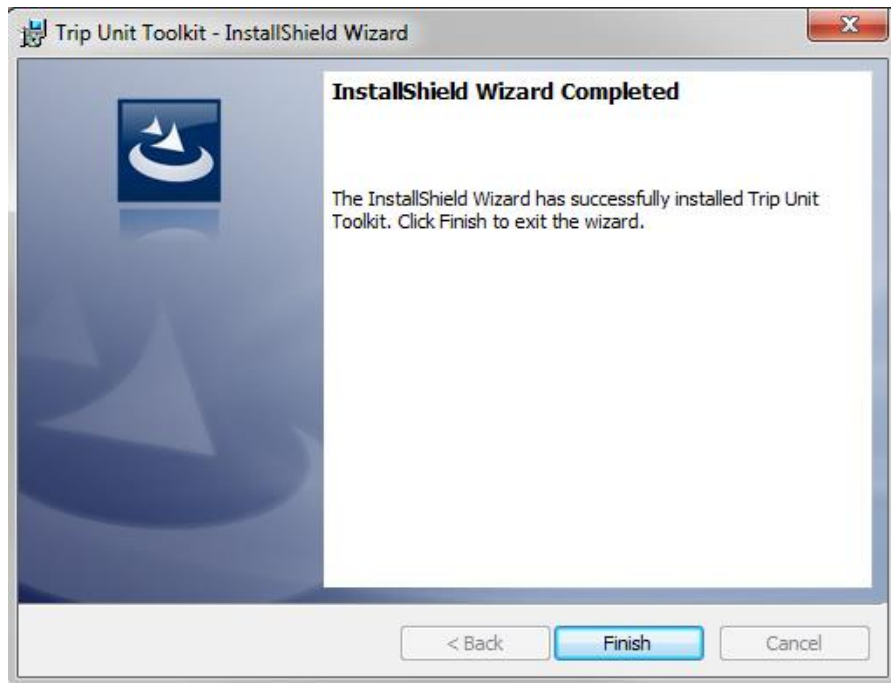 Trip Unit Toolkit - InstallShield Wizard
InstallShield Wizard Completed
The InstallShield Wizard has successfully installed Trip Unit
Toolkit. Click Finish to exit the wizard.
< Back
Finish
Cancel